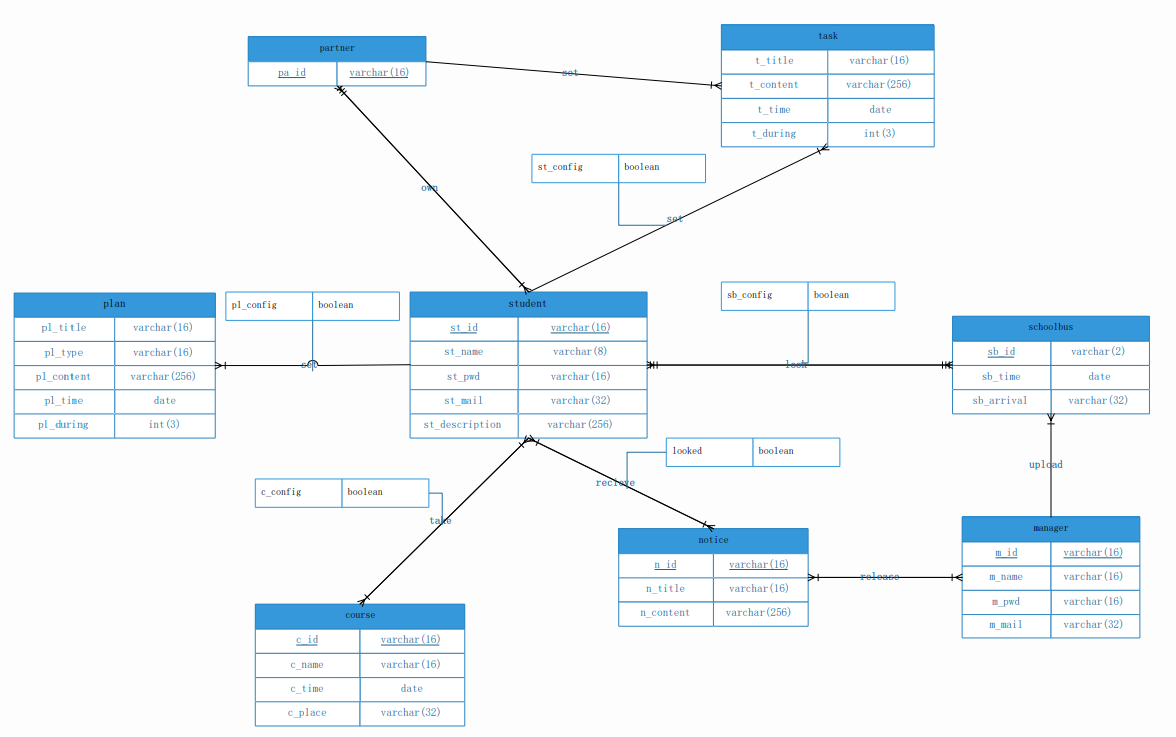 partner
pa_id varchar(16)
set
task
t_title varchar(16)
t_content varchar(256)
t_time date
t_during int(3)
st_config boolean
set
own
plan
pl_title varchar(16)
pl_type varchar(16)
pl_content varchar(256)
pl_time date
pl_during int(3)
pl_config boolean
set
student
st_id varchar(16)
st_name varchar(8)
st_pwd varchar(16)
st_mail varchar(32)
st_description varchar(256)
sb_config boolean
schoolbus
sb_id varchar(2)
sb_time date
sb_arrival varchar(32)
looked boolean
recieve
upload
c_config boolean
take
notice
n_id varchar(16)
n_title varchar(16)
n_content varchar(256)
release
manager
m_id varchar(16)
m_name varchar(16)
m_pwd varchar(16)
m_mail varchar(32)
course
c_id varchar(16)
c_name varchar(16)
c_time date
c_place varchar(32)